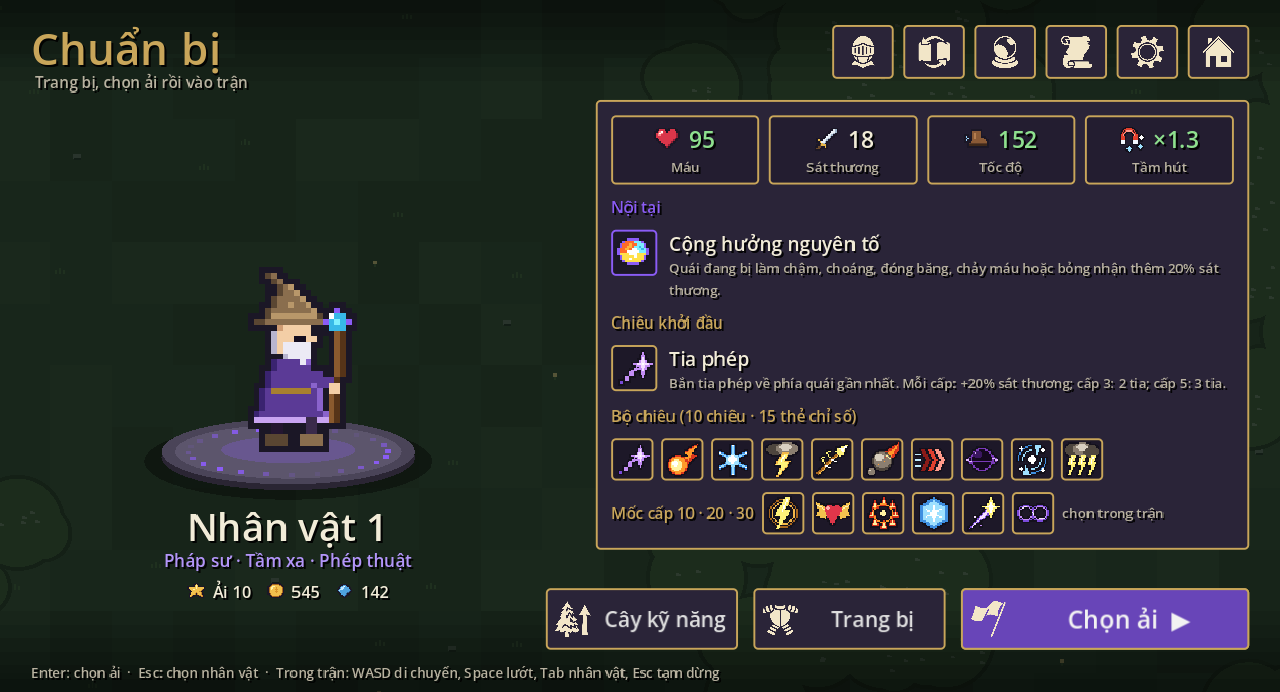 Chuẩn bị
Trang bị, chọn ải rồi vào trận
95
Máu
18
Sát thương
152
Tốc độ
×1.3
Tầm hút
Nội tại
Cộng hưởng nguyên tố
Quái đang bị làm chậm, choáng, đóng băng, chảy máu hoặc bỏng nhận thêm 20% sát
thương.
Chiêu khởi đầu
Tia phép
Bắn tia phép về phía quái gần nhất. Mỗi cấp: +20% sát thương; cấp 3: 2 tia; cấp 5: 3 tia.
Bộ chiêu (10 chiêu · 15 thẻ chỉ số)
Mốc cấp 10 · 20 · 30
chọn trong trận
Nhân vật 1
Pháp sư · Tầm xa · Phép thuật
Ải 10 545 142
Cây kỹ năng
Trang bị
Chọn ải ▶
Enter: chọn ải · Esc: chọn nhân vật · Trong trận: WASD di chuyển, Space lướt, Tab nhân vật, Esc tạm dừng